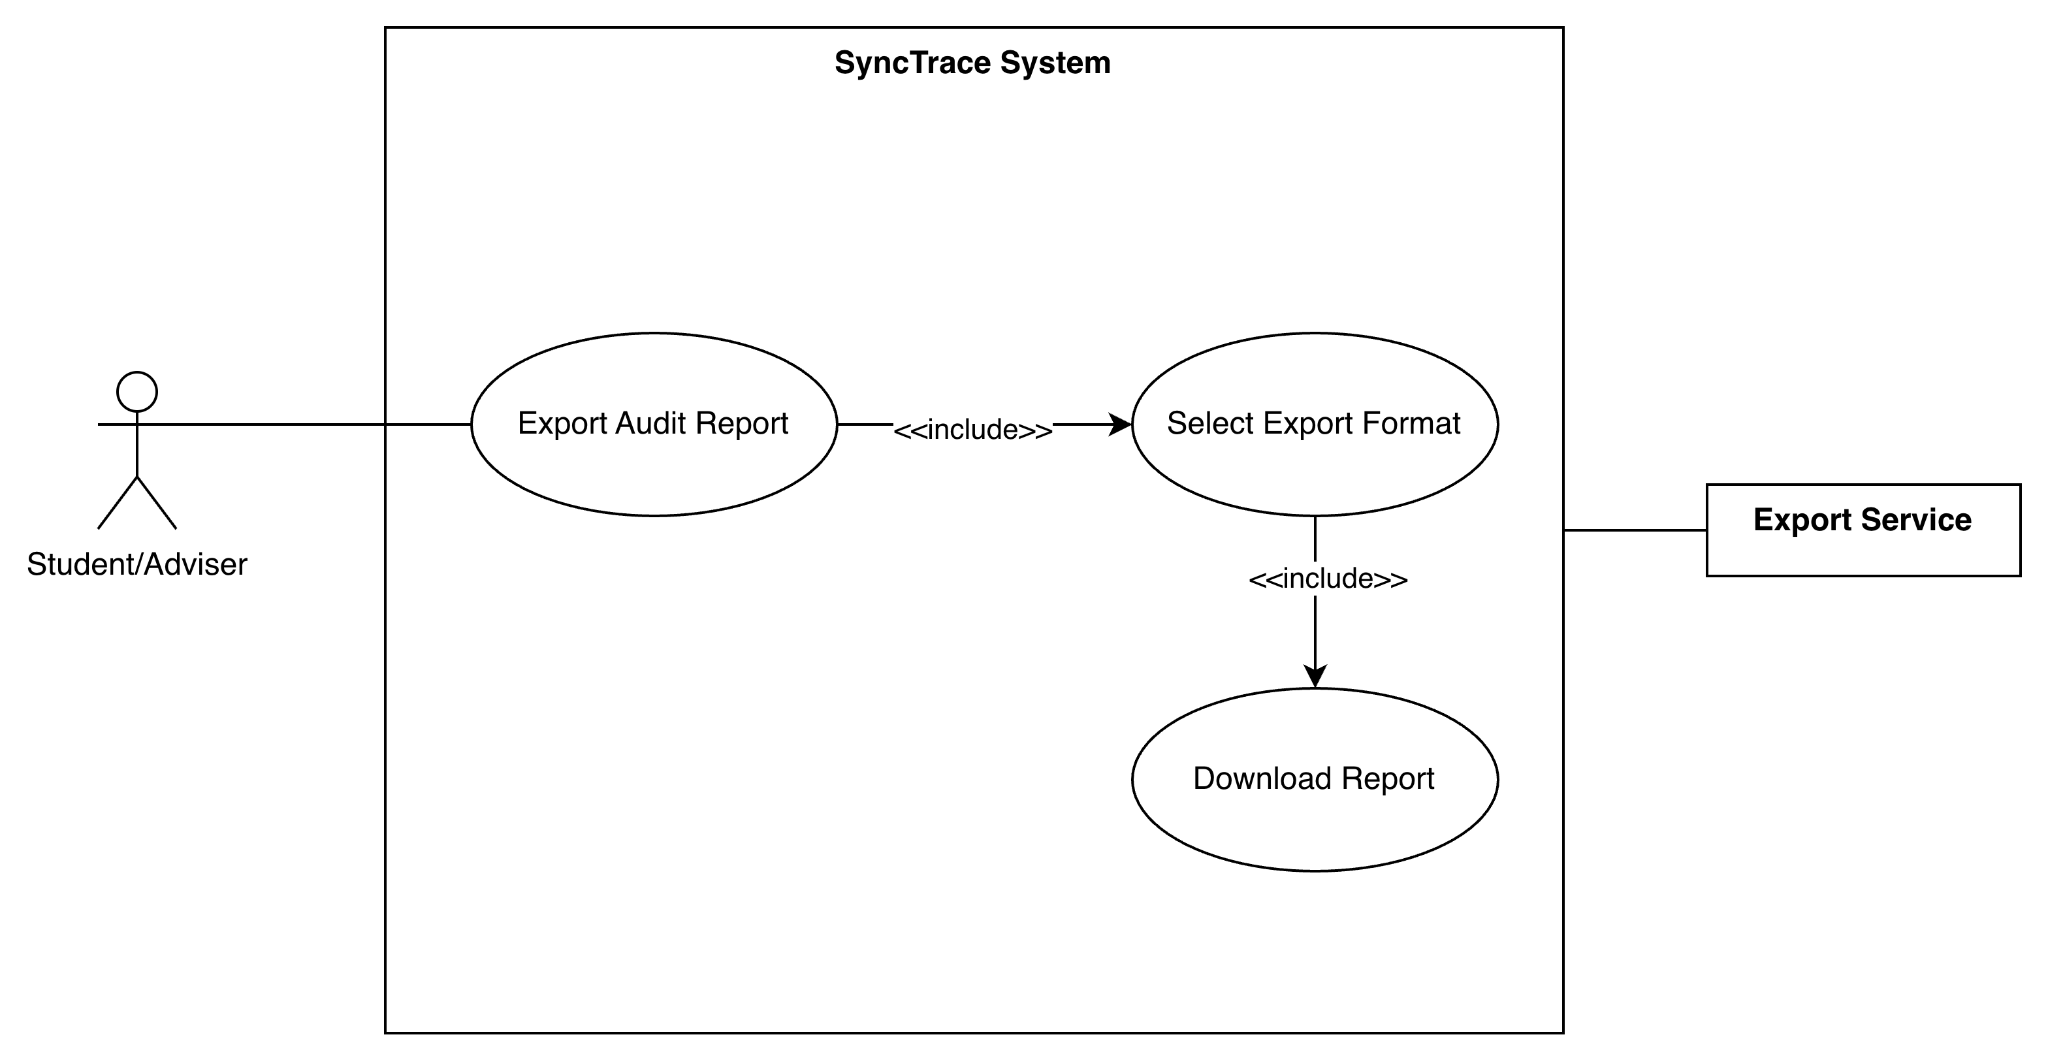 SyncTrace System
Export Audit Report
<<include>>
Select Export Format
Export Service
Student/Adviser
<<include>>
Download Report